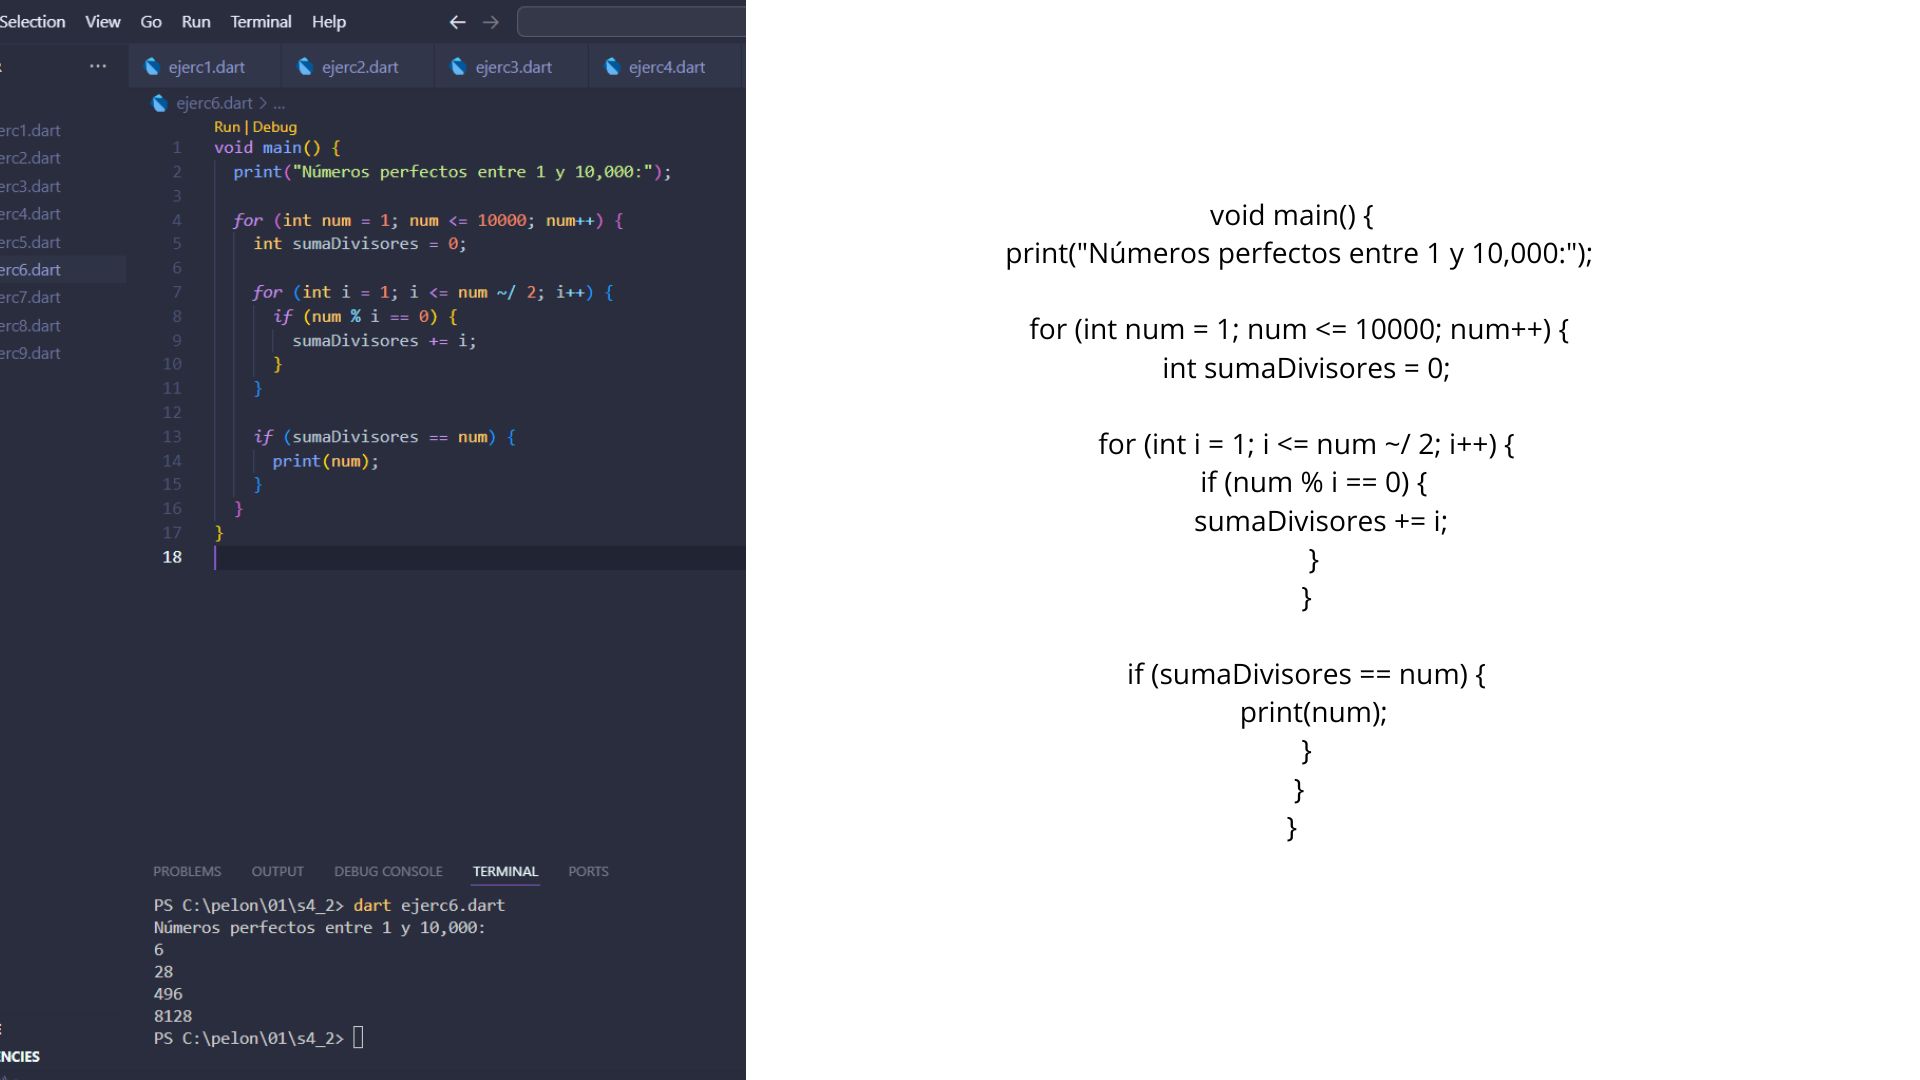 Selection View Go Run Terminal Help
ejerc1.dart ejerc2.dart ejerc3.dart ejerc4.dart
ejerc6.dart > ...
erc1.dart
erc2.dart
erc3.dart
erc4.dart
erc5.dart
erc6.dart
erc7.dart
erc8.dart
erc9.dart
NCIES
Run | Debug
1 void main() {
2 print("Números perfectos entre 1 y 10,000:");
3
4 for (int num = 1; num <= 10000; num++) {
5 int sumaDivisores = 0;
6
7 for (int i = 1; i <= num ~/ 2; i++) {
8 if (num % i == 0) {
9 sumaDivisores += i;
10 }
11 }
12
13 if (sumaDivisores == num) {
14 print(num);
15 }
16 }
17 }
18
PROBLEMS OUTPUT DEBUG CONSOLE TERMINAL PORTS
PS C:\pelon\01\s4_2> dart ejerc6.dart
Números perfectos entre 1 y 10,000:
6
28
496
8128
PS C:\pelon\01\s4_2>
void main() {
print("Números perfectos entre 1 y 10,000:");
for (int num = 1; num <= 10000; num++) {
int sumaDivisores = 0;
for (int i = 1; i <= num ~/ 2; i++) {
if (num % i == 0) {
sumaDivisores += i;
}
}
if (sumaDivisores == num) {
print(num);
}
}
}